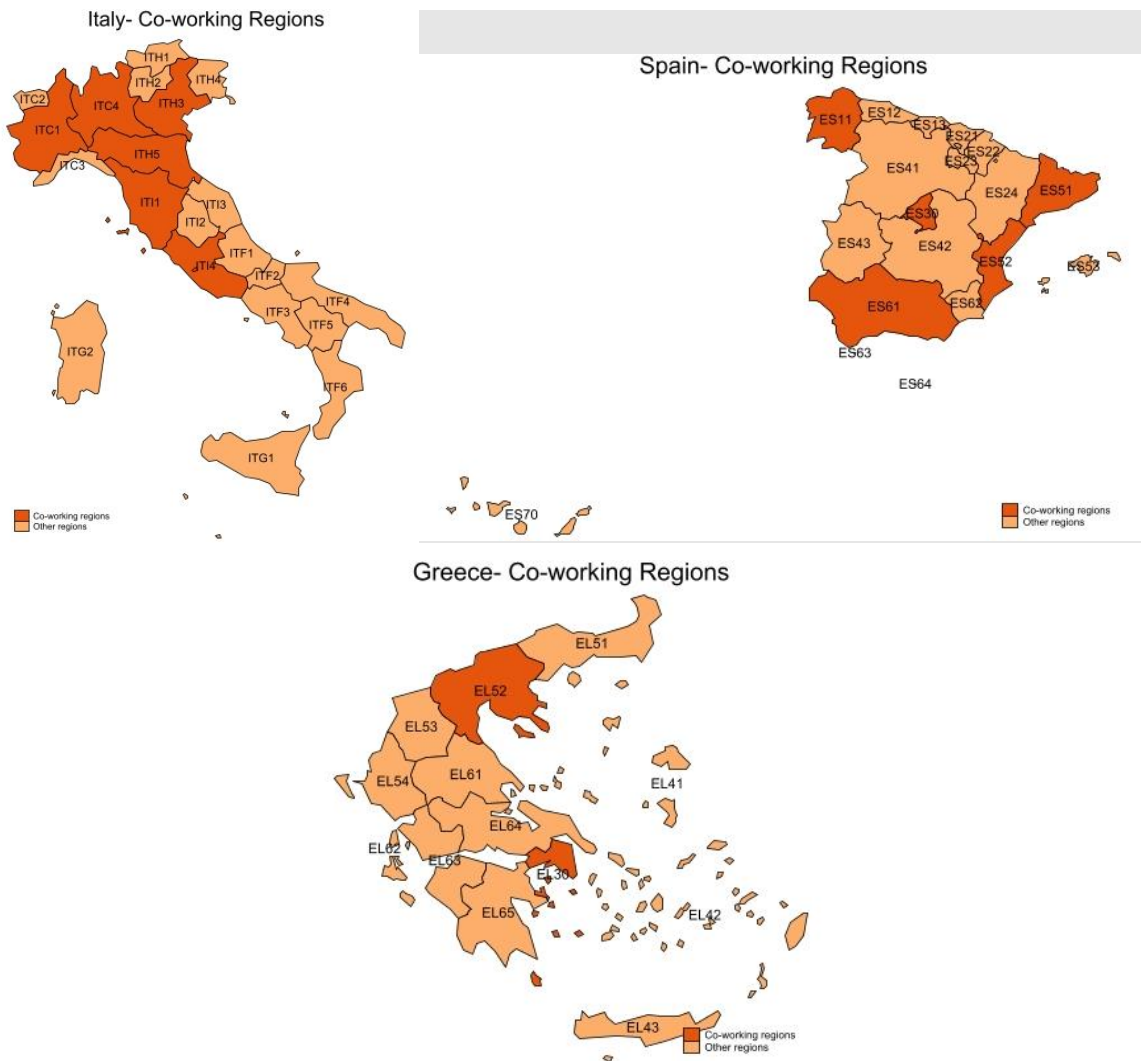 Italy- Co-working Regions
ITH1
ITH2
ITH4
ITC2
ITC4
ITH3
ITC1
ITH5
ITC3
ITI1
ITI3
ITI2
ITI4
ITF1
ITF2
ITF4
ITF3
ITF5
ITG2
ITF6
ITG1
Co-working regions
Other regions
Spain- Co-working Regions
ES11
ES12
ES13
ES21
ES22
ES23
ES41
ES24
ES51
ES30
ES43
ES42
ES52
ES53
ES61
ES62
ES63
ES64
ES70
Co-working regions
Other regions
Greece- Co-working Regions
EL51
EL52
EL53
EL54
EL61
EL41
EL64
EL62
EL63
EL30
EL65
EL42
EL43
Co-working regions
Other regions